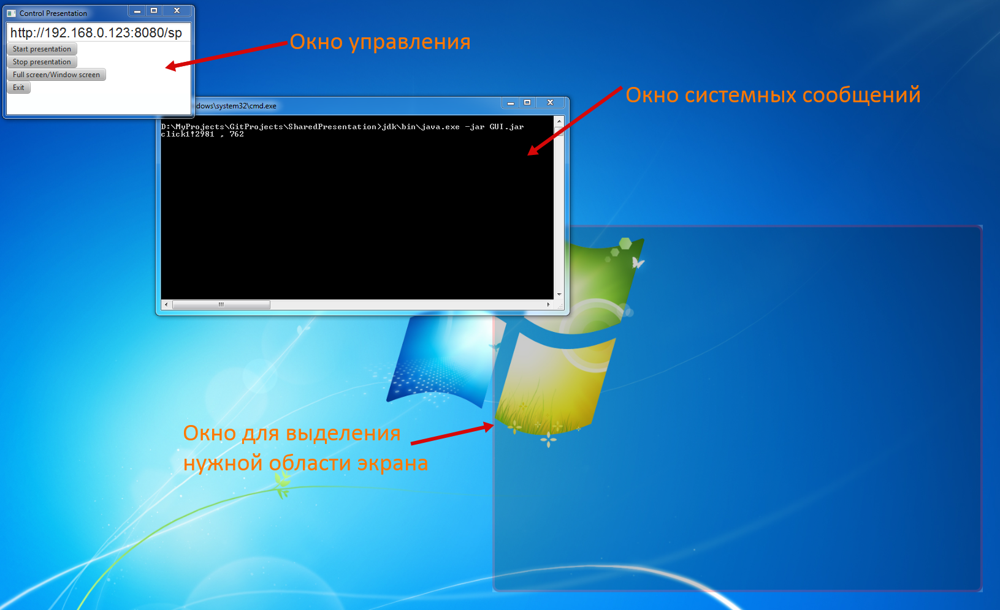 Control Presentation
http://192.168.0.123:8080/sp
Start presentation
Stop presentation
Full screen/Window screen
Exit
Окно управления
Окно системных сообщений
dows\system32\cmd.exe
D:\MyProjects\GitProjects\SharedPresentation>jdk\bin\java.exe -jar GUI.jar
click1!2981 , 762
Окно для выделения
нужной области экрана